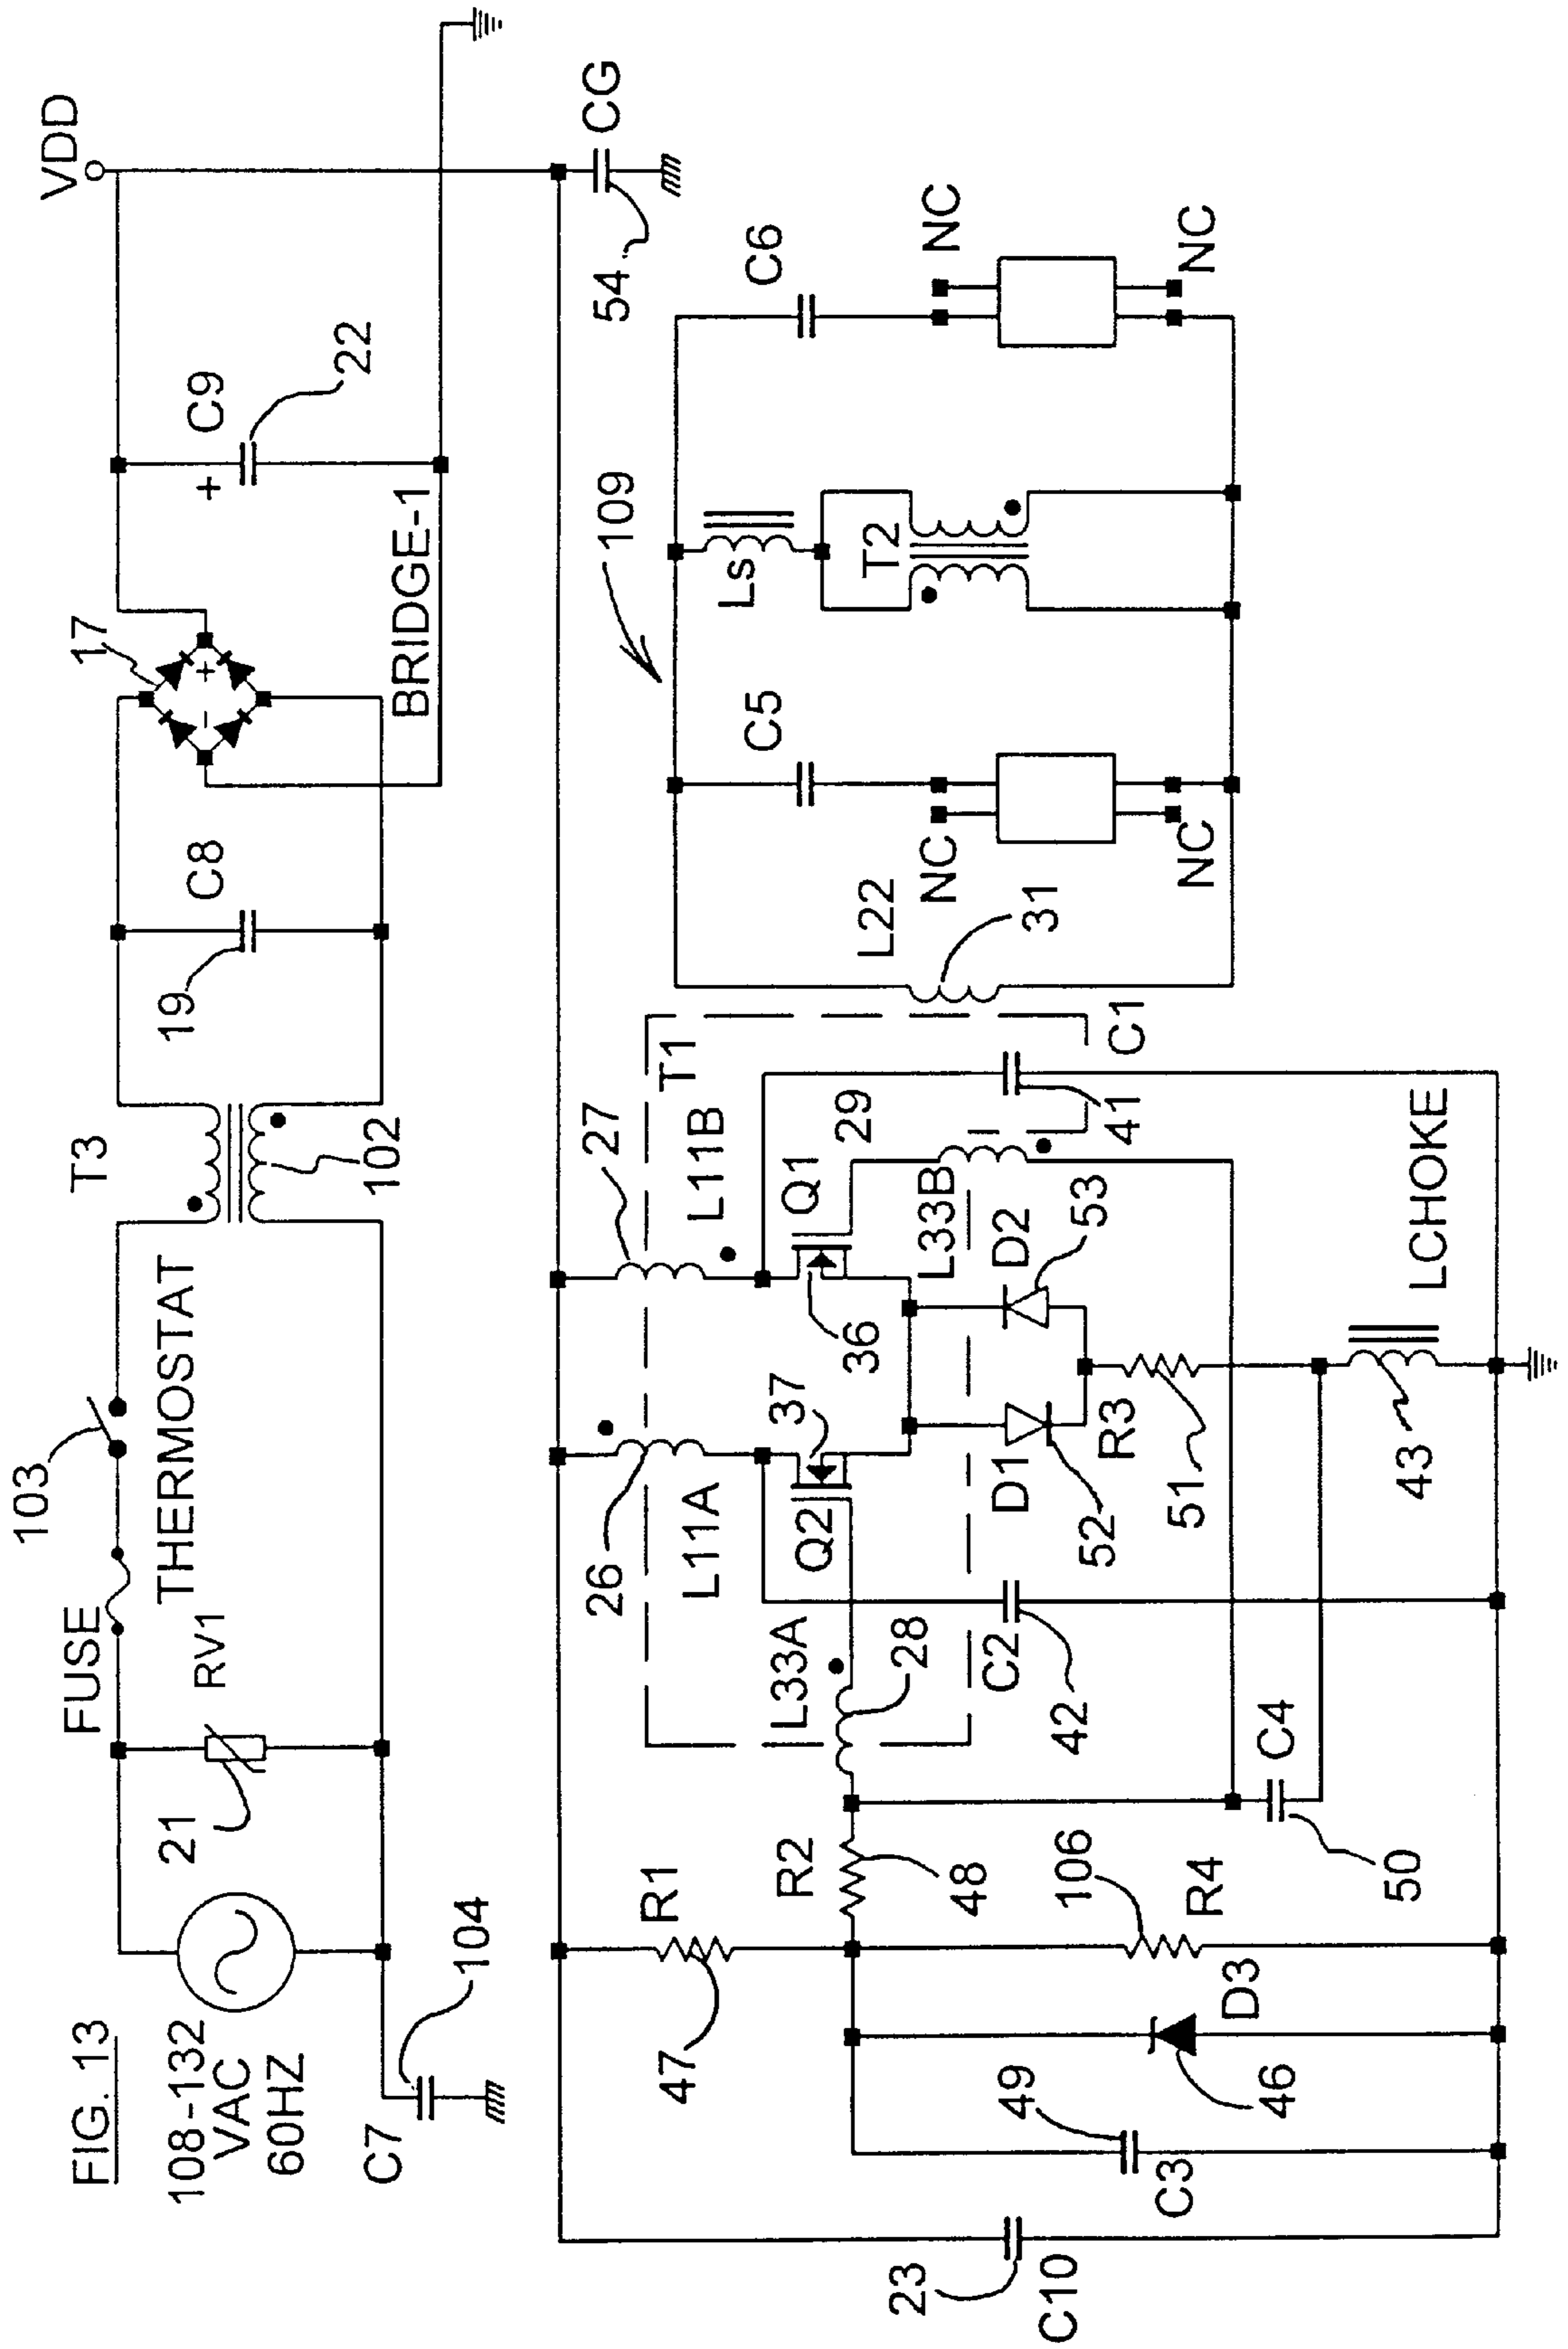 FIG. 13
108-132
VAC
60HZ
C7
104
21
RV1
FUSE
103
THERMOSTAT
T3
102
19
C8
17
+
-
BRIDGE-1
+
C9
22
VDD
CG
54
23
C10
49
C3
46
D3
47
R1
R2
48
106
R4
50
C4
L33A
28
C2
42
26
L11A
Q2
37
D1
52
R3
51
43
LCHOKE
27
L11B
T1
Q1
36
29
L33B
D2
53
C1
41
L22
31
109
C5
NC
NC
Ls
T2
C6
NC
NC